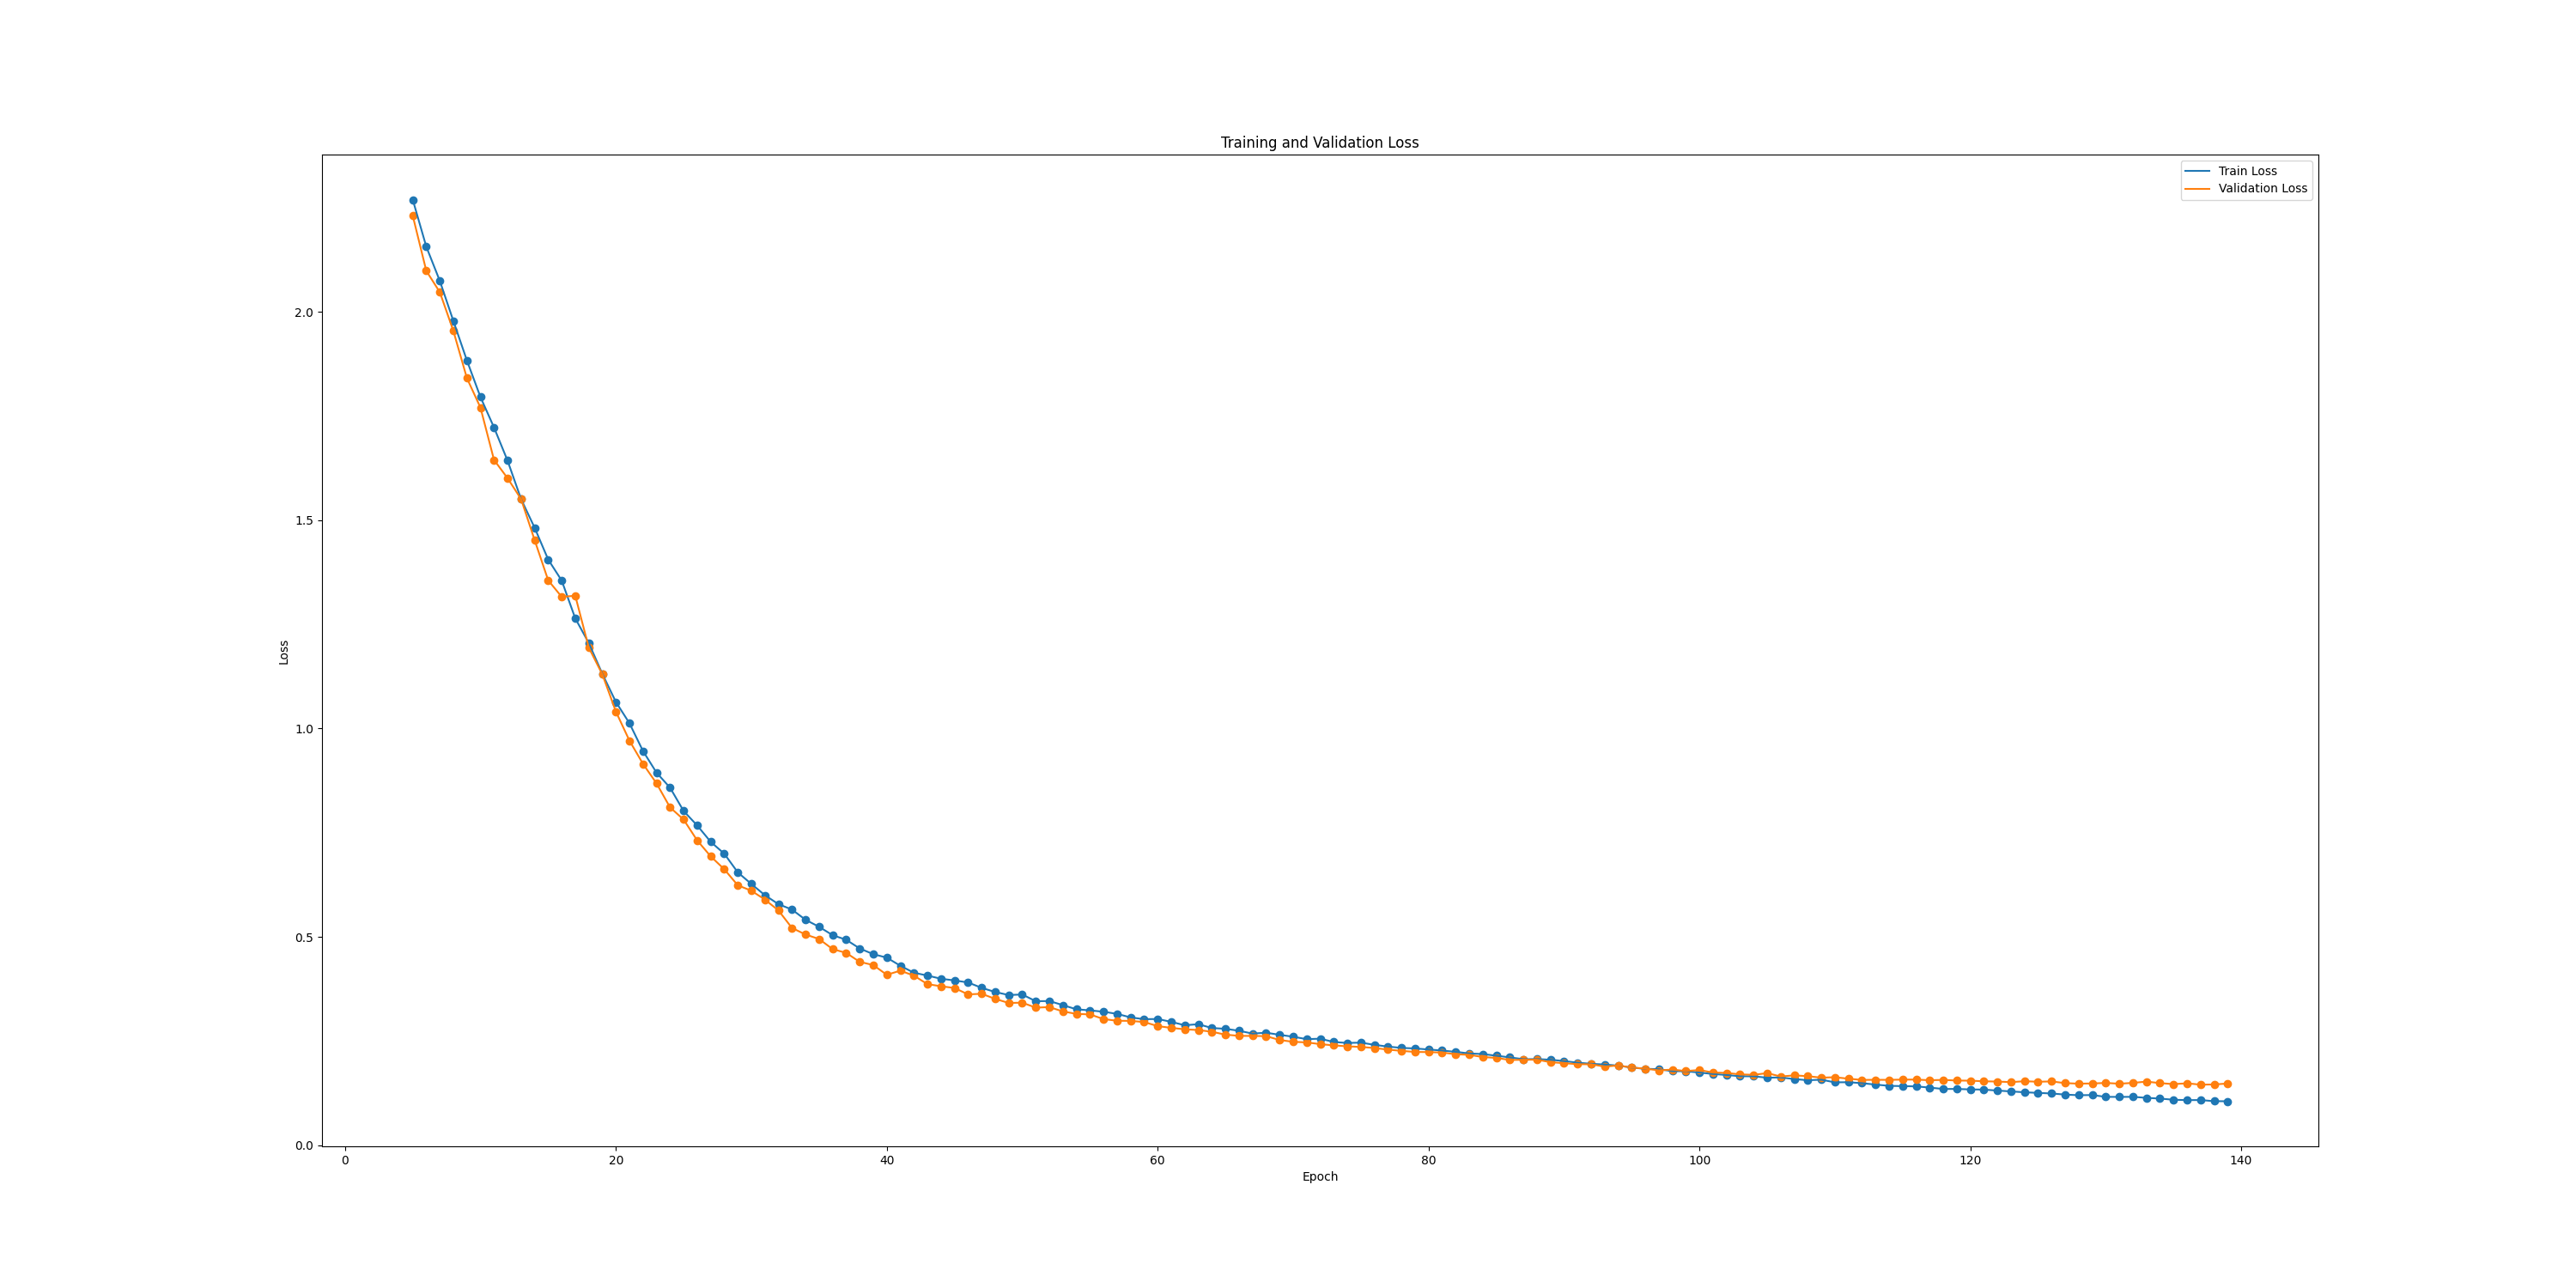 Training and Validation Loss
Train Loss
Validation Loss
2.0
1.5
1.0
0.5
0.0
Loss
0 20 40 60 80 100 120 140
Epoch